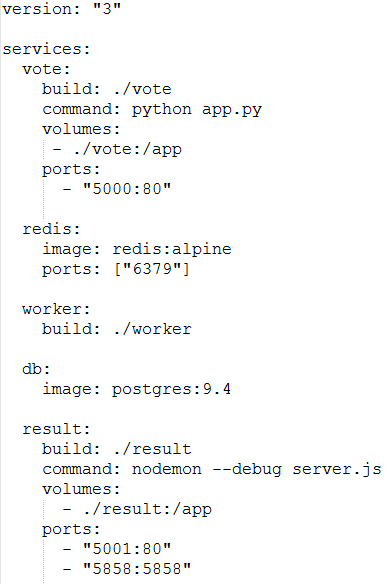 version: "3"

services:
  vote:
    build: ./vote
    command: python app.py
    volumes:
     - ./vote:/app
    ports:
      - "5000:80"

  redis:
    image: redis:alpine
    ports: ["6379"]

  worker:
    build: ./worker

  db:
    image: postgres:9.4

  result:
    build: ./result
    command: nodemon --debug server.js
    volumes:
      - ./result:/app
    ports:
      - "5001:80"
      - "5858:5858"